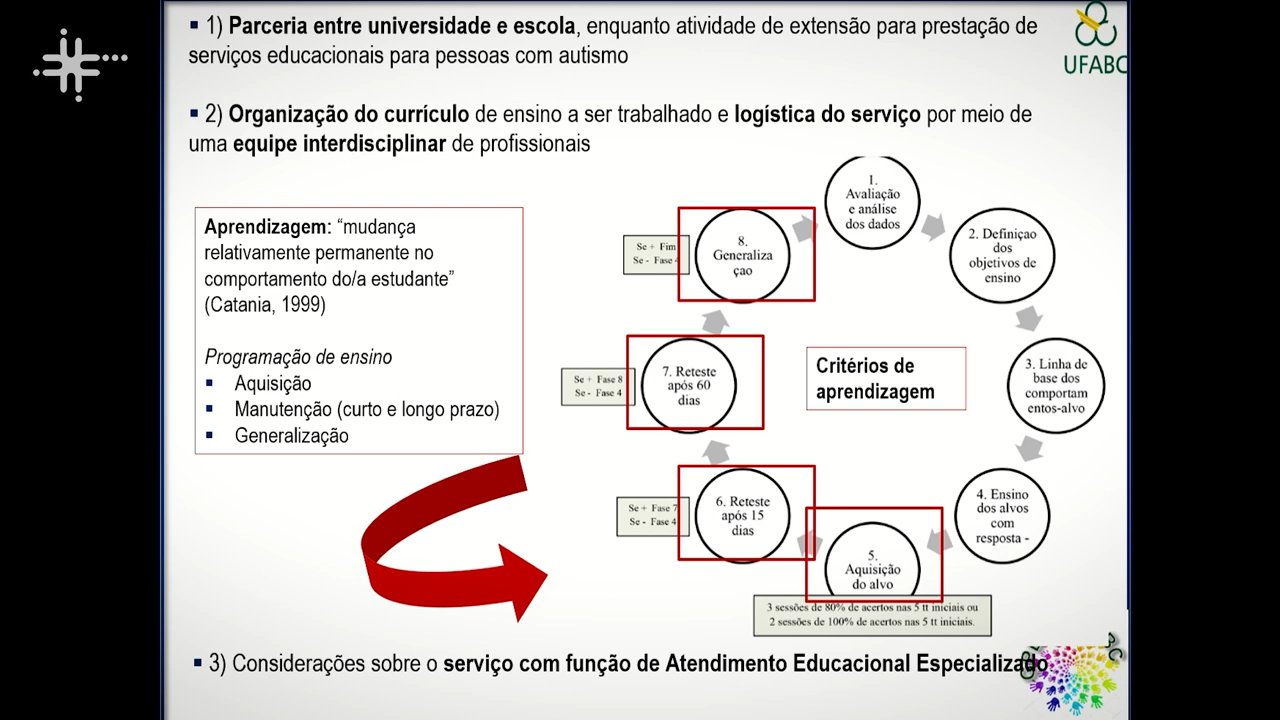 ▪ 1) Parceria entre universidade e escola, enquanto atividade de extensão para prestação de
serviços educacionais para pessoas com autismo
UFABC
▪ 2) Organização do currículo de ensino a ser trabalhado e logística do serviço por meio de
uma equipe interdisciplinar de profissionais
Aprendizagem: “mudança
relativamente permanente no
comportamento do/a estudante”
(Catania, 1999)
Programação de ensino
▪ Aquisição
▪ Manutenção (curto e longo prazo)
▪ Generalização
1.
Avaliação
e análise
dos dados
2. Definiçao
dos
objetivos de
ensino
3. Linha de
base dos
comportam
entos-alvo
4. Ensino
dos alvos
com
resposta -
5.
Aquisição
do alvo
3 sessões de 80% de acertos nas 5 tt iniciais ou
2 sessões de 100% de acertos nas 5 tt iniciais.
6. Reteste
após 15
dias
Se + Fase 7
Se - Fase 4
7. Reteste
após 60
dias
Se + Fase 8
Se - Fase 4
8.
Generaliza
çao
Se + Fim
Se - Fase 4
Critérios de
aprendizagem
▪ 3) Considerações sobre o serviço com função de Atendimento Educacional Especializado